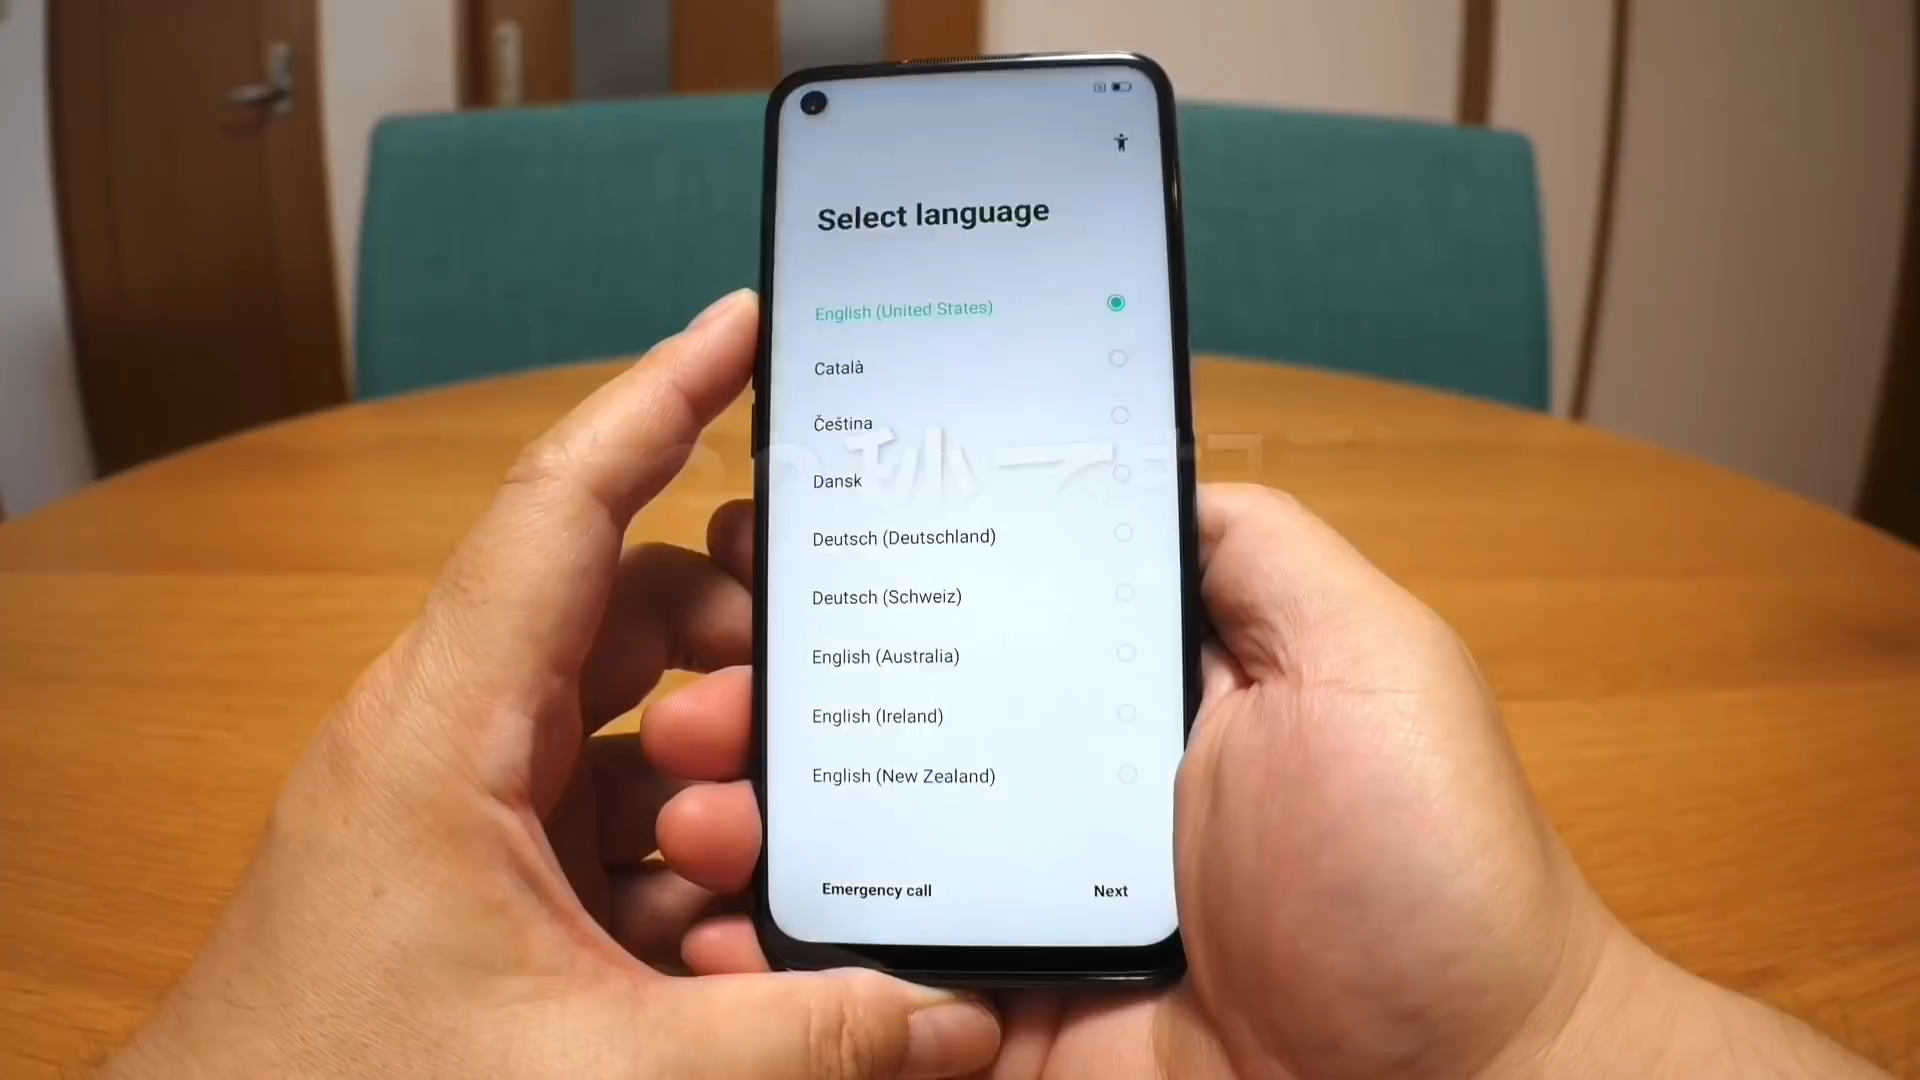 Select language
English (United States)
Català
Čeština
Dansk
Deutsch (Deutschland)
Deutsch (Schweiz)
English (Australia)
English (Ireland)
English (New Zealand)
Emergency call
Next